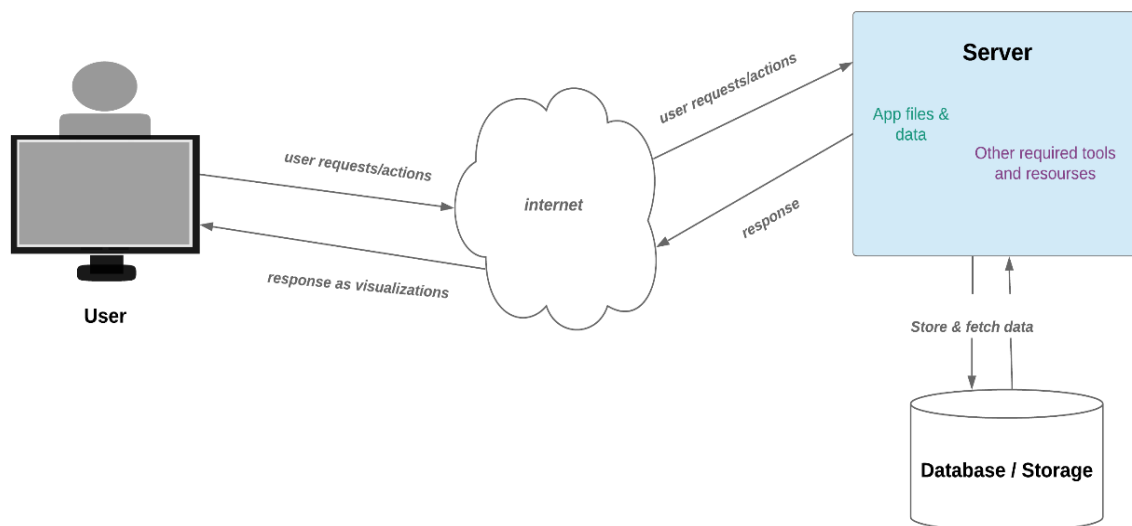 Server
user requests/actions
App files &
data
Other required tools
and resourses
user requests/actions
internet
response
response as visualizations
User
Store & fetch data
Database / Storage